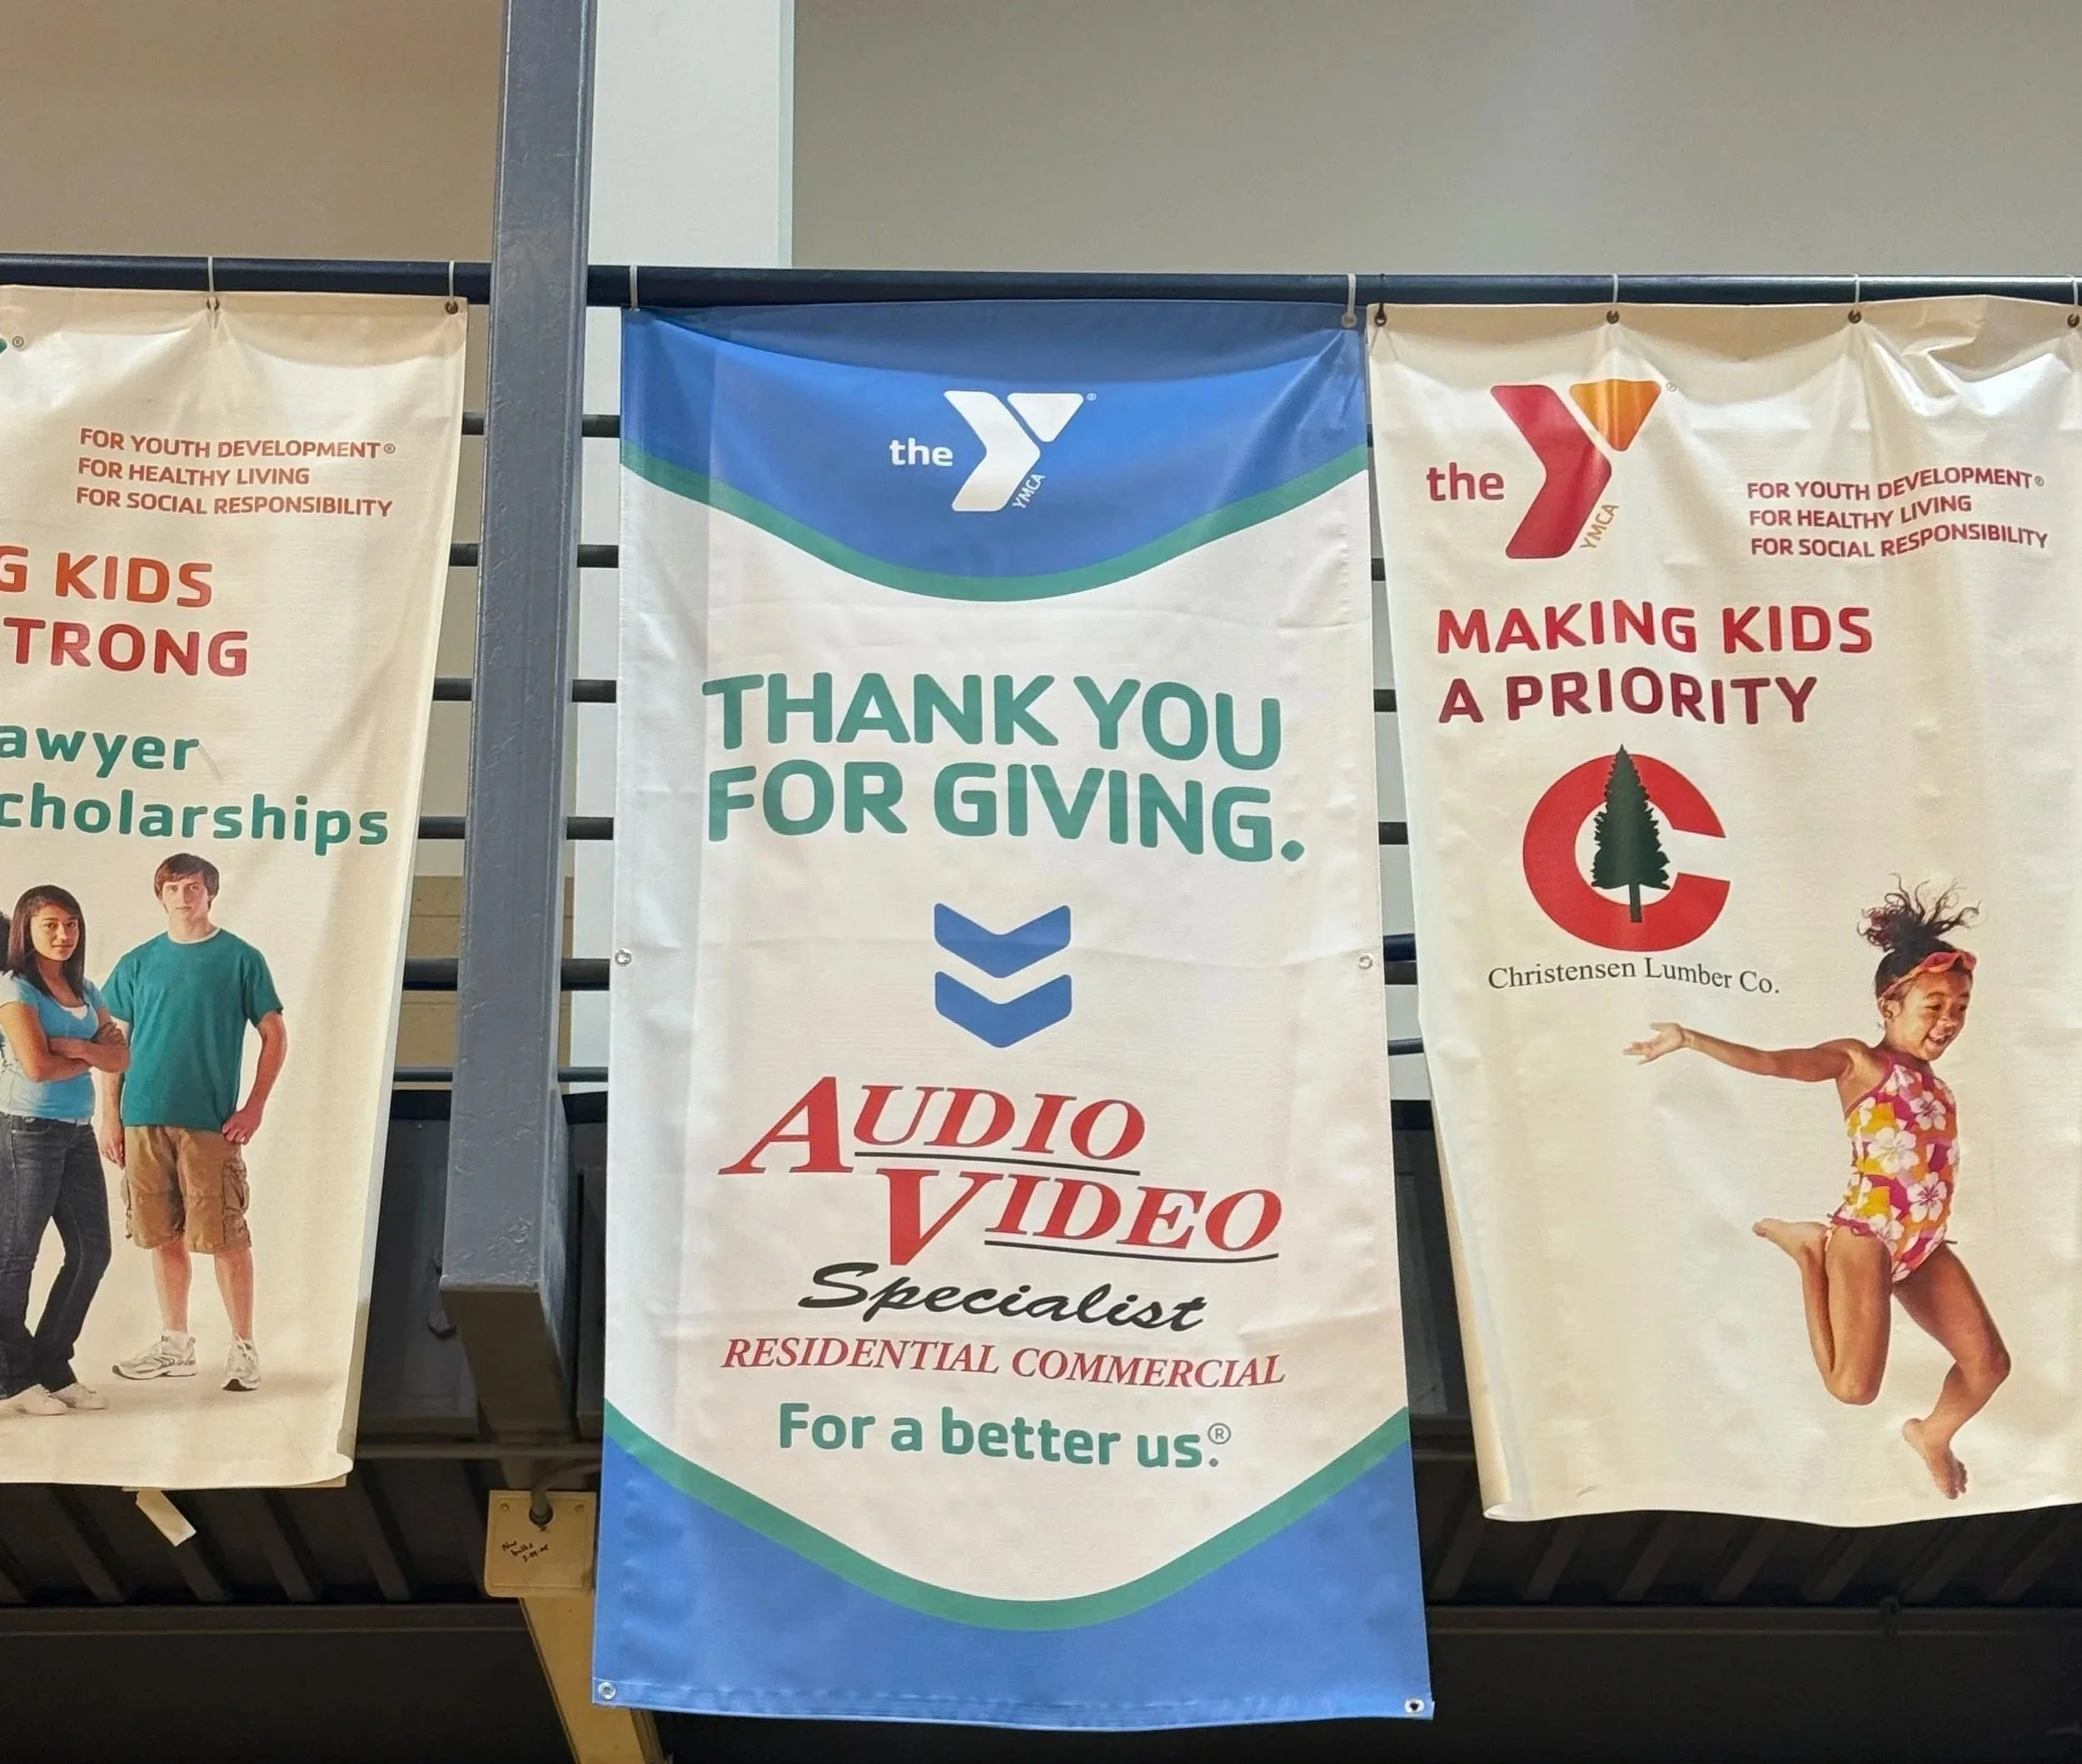 ®
FOR YOUTH DEVELOPMENT®
FOR HEALTHY LIVING
FOR SOCIAL RESPONSIBILITY
G KIDS
TRONG
awyer
cholarships
the Y®
YMCA
THANK YOU
FOR GIVING.
AUDIO
VIDEO
Specialist
RESIDENTIAL COMMERCIAL
For a better us.®
the Y®
YMCA
FOR YOUTH DEVELOPMENT®
FOR HEALTHY LIVING
FOR SOCIAL RESPONSIBILITY
MAKING KIDS
A PRIORITY
C
Christensen Lumber Co.